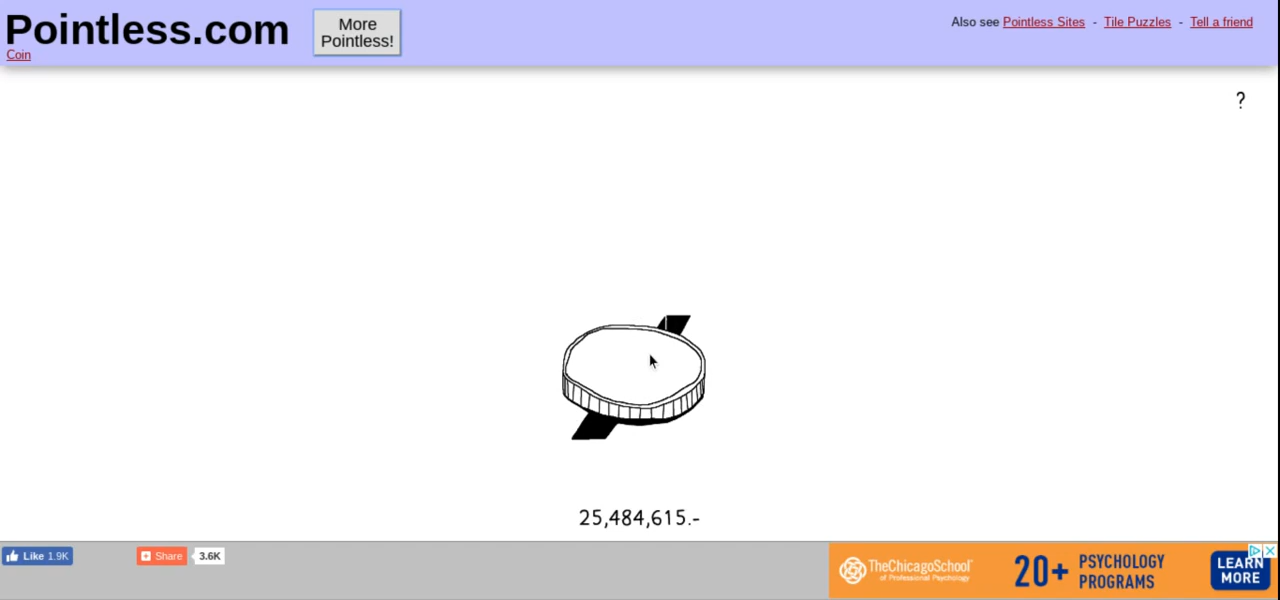 Pointless.com
More
Pointless!
Also see Pointless Sites - Tile Puzzles - Tell a friend
Coin
?
25,484,615.-
Like 1.9K
Share 3.6K
TheChicagoSchool
of Professional Psychology
20+ PSYCHOLOGY
PROGRAMS
LEARN
MORE